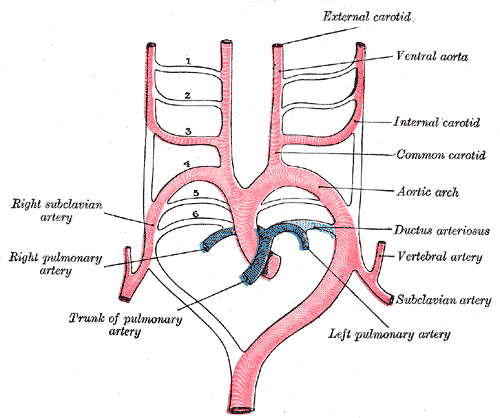 External carotid
Ventral aorta
1
2
Internal carotid
3
Common carotid
4
Aortic arch
5
Right subclavian
artery
6
Ductus arteriosus
Right pulmonary
artery
Vertebral artery
Subclavian artery
Trunk of pulmonary
artery
Left pulmonary artery